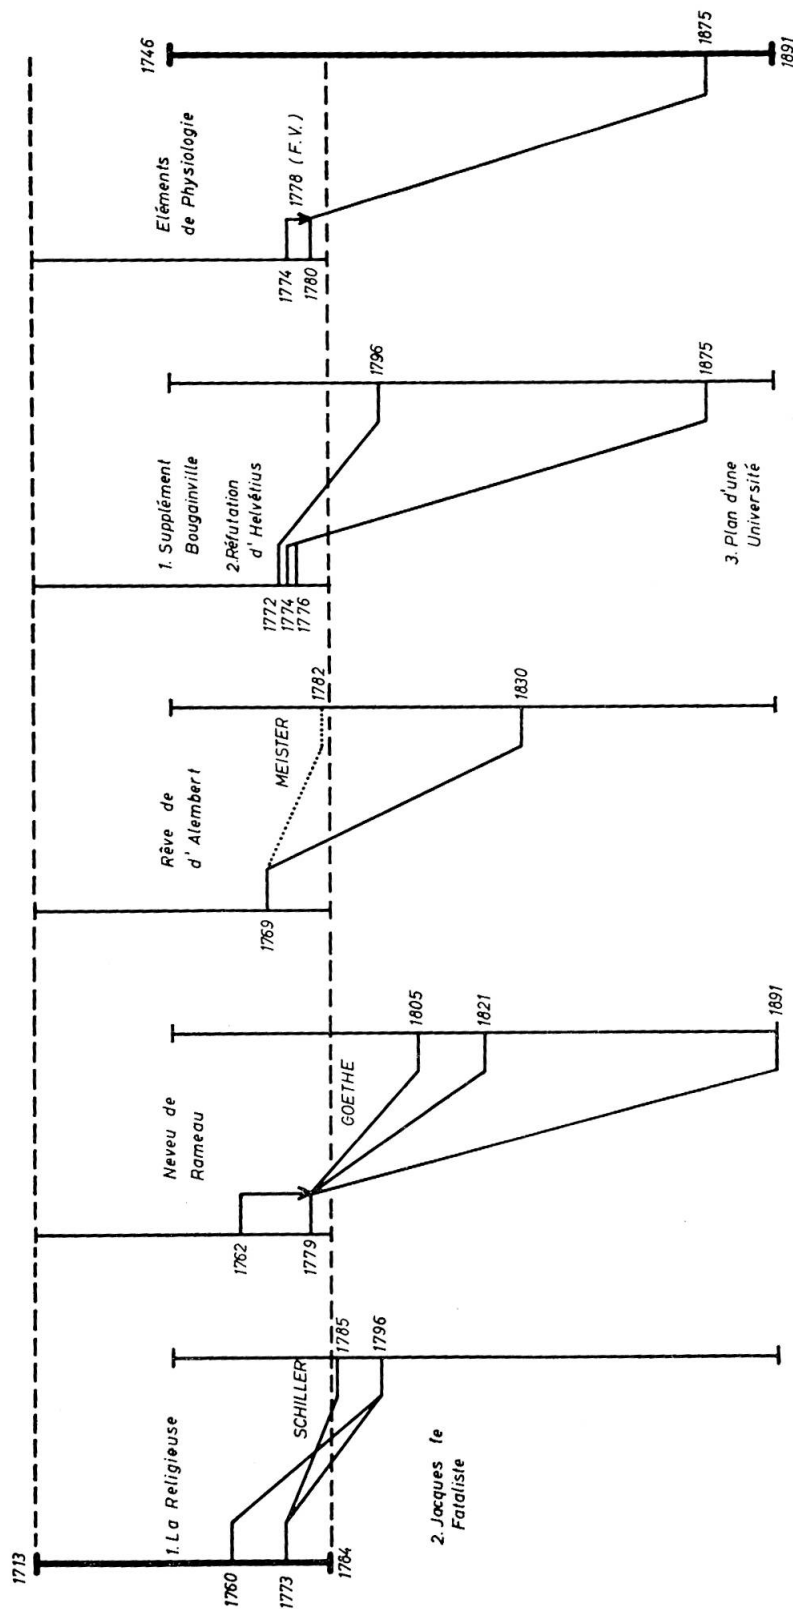 1713
1760
1773
1784
1. La Religieuse
SCHILLER
1785
1796
2. Jacques le
Fataliste
Neveu de
Rameau
1762
1779
GOETHE
1805
1821
1891
Rêve de
d'Alembert
1769
MEISTER
1782
1830
1. Supplément
Bougainville
2. Réfutation
d'Helvétius
1772
1774
1776
1796
1875
3. Plan d'une
Université
Eléments
de Physiologie
1774
1778 (F.V.)
1780
1746
1875
1891